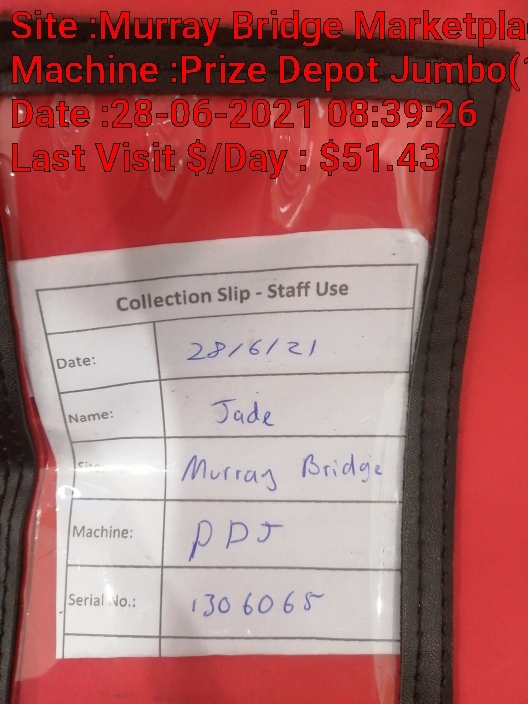 Site :Murray Bridge Marketpla
Machine :Prize Depot Jumbo(
Date :28-06-2021 08:39:26
Last Visit $/Day : $51.43
Collection Slip - Staff Use
Date: 28/6/21
Name: Jade
Site: Murray Bridge
Machine: PDJ
Serial No.: 1306065